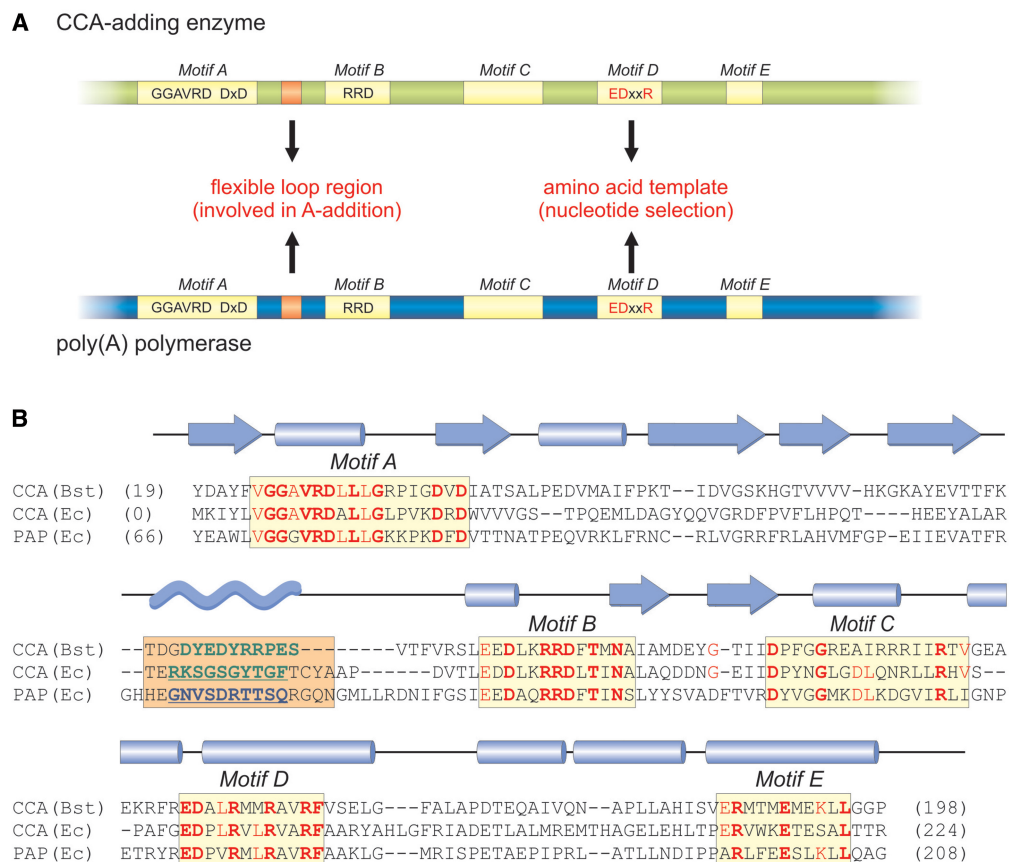 A CCA-adding enzyme
Motif A Motif B Motif C Motif D Motif E
GGAVRD DxD RRD EDxxR
flexible loop region
(involved in A-addition)
amino acid template
(nucleotide selection)
Motif A Motif B Motif C Motif D Motif E
GGAVRD DxD RRD EDxxR
poly(A) polymerase
B
Motif A
CCA(Bst) (19) YDAYFVGGAVRDLLLGRPIGDVDIATSALPEDVMAIFPKT--IDVGSKHGTVVVV-HKGKAYEVTTFK
CCA(Ec) (0) MKIYLVGGAVRDALLGLPVKDRDWVVVGS--TPQEMLDAGYQQVGRDFPVFLHPQT----HEEYALAR
PAP(Ec) (66) YEAWLVGGGVRDLLLGKKPKDFDVTTNATPEQVRKLFRNC--RLVGRRFRLAHVMFGP-EIIEVATFR
Motif B Motif C
CCA(Bst) --TDGDYEDYRRPES-------VTFVRSLEEDLKRRDFTMNAIAMDEYG-TIIDPFGGREAIRRRIIRTVGEA
CCA(Ec) --TERKSGSGYTGFTCYAAP-----DVTLEDDLKRRDLTINALAQDDNG-EIIDPYNGLGDLQNRLLRHVS--
PAP(Ec) GHHEGNVSDRTTSQRGQNGMLLRDNIFGSIEEDAQRRDFTINSLYYSVADFTVRDYVGGMKDLKDGVIRLIGNP
Motif D Motif E
CCA(Bst) EKRFREDALRMMRAVRFVSELG---FALAPDTEQAIVQN--APLLAHISVERMTMEMEKLLGGP (198)
CCA(Ec) -PAFGEDPLRVLRVARFAARYAHLGFRIADETLALMREMTHAGELEHLTPERVWKETESALTTR (224)
PAP(Ec) ETRYREDPVRMLRAVRFAAKLG---MRISPETAEPIPRL--ATLLNDIPPARLFEESLKLLQAG (208)